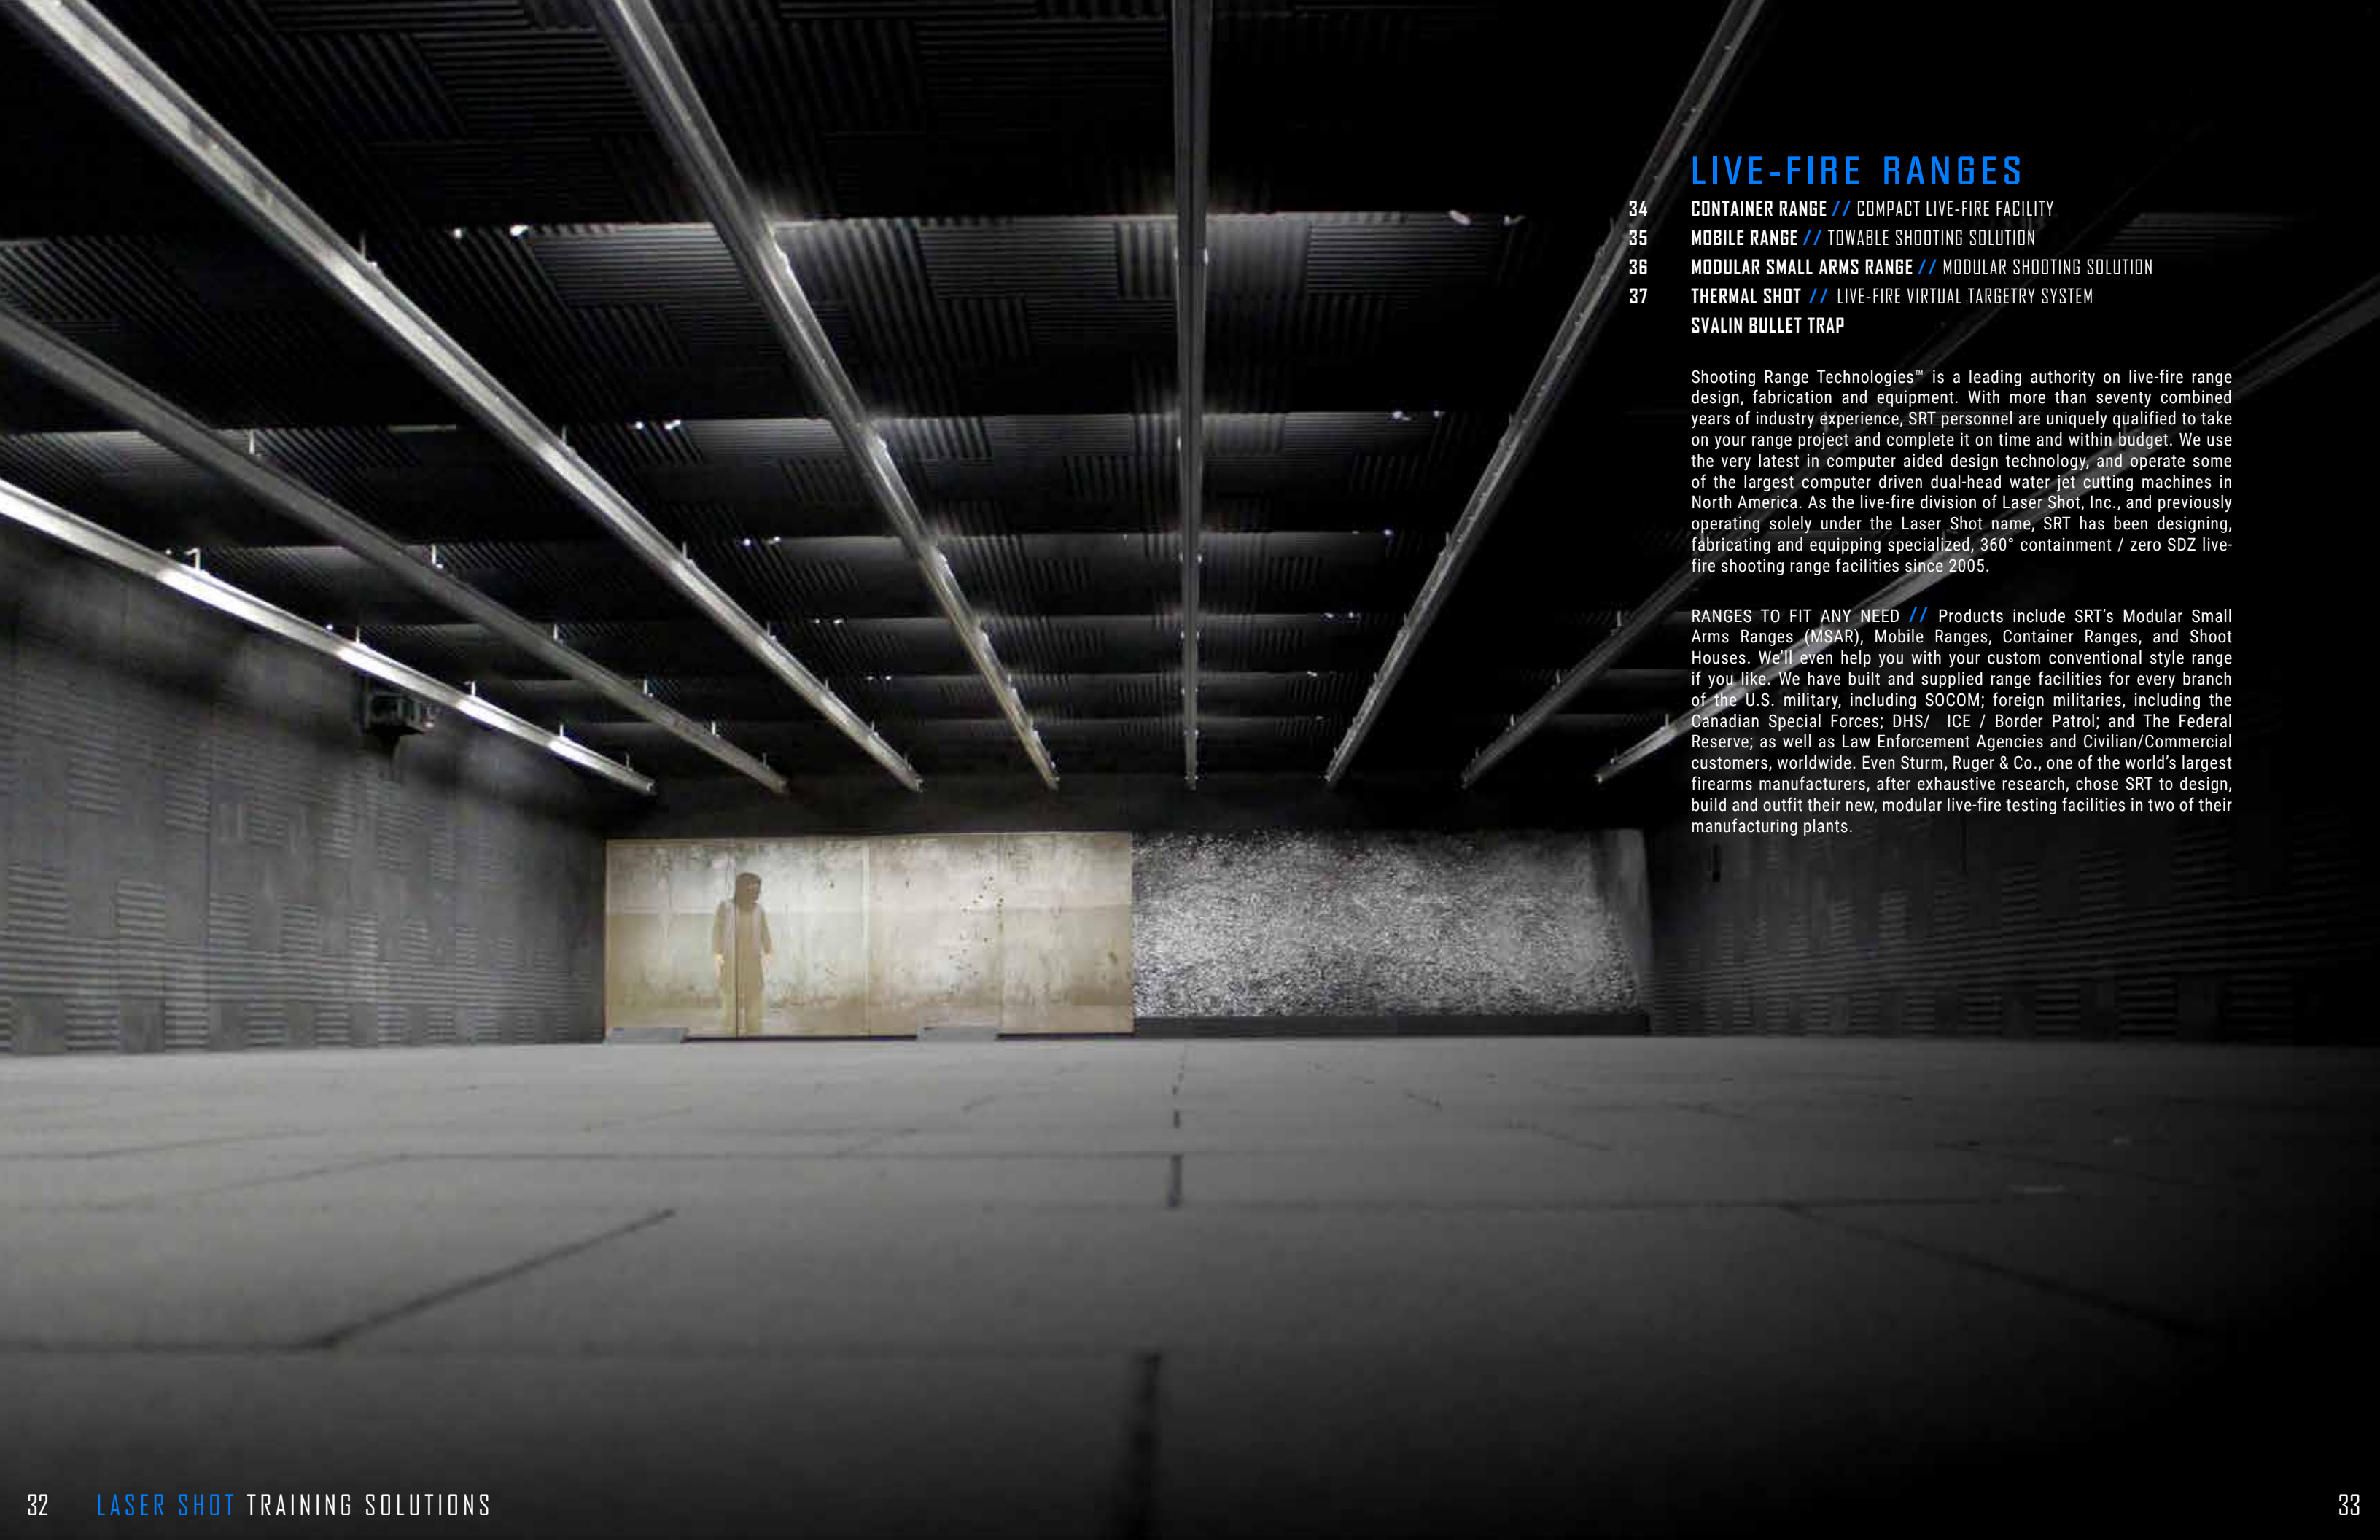 LIVE-FIRE RANGES
34 CONTAINER RANGE // COMPACT LIVE-FIRE FACILITY
35 MOBILE RANGE // TOWABLE SHOOTING SOLUTION
36 MODULAR SMALL ARMS RANGE // MODULAR SHOOTING SOLUTION
37 THERMAL SHOT // LIVE-FIRE VIRTUAL TARGETRY SYSTEM
SVALIN BULLET TRAP
Shooting Range Technologies™ is a leading authority on live-fire range
design, fabrication and equipment. With more than seventy combined
years of industry experience, SRT personnel are uniquely qualified to take
on your range project and complete it on time and within budget. We use
the very latest in computer aided design technology, and operate some
of the largest computer driven dual-head water jet cutting machines in
North America. As the live-fire division of Laser Shot, Inc., and previously
operating solely under the Laser Shot name, SRT has been designing,
fabricating and equipping specialized, 360° containment / zero SDZ live-
fire shooting range facilities since 2005.
RANGES TO FIT ANY NEED // Products include SRT's Modular Small
Arms Ranges (MSAR), Mobile Ranges, Container Ranges, and Shoot
Houses. We'll even help you with your custom conventional style range
if you like. We have built and supplied range facilities for every branch
of the U.S. military, including SOCOM; foreign militaries, including the
Canadian Special Forces; DHS/ ICE / Border Patrol; and The Federal
Reserve; as well as Law Enforcement Agencies and Civilian/Commercial
customers, worldwide. Even Sturm, Ruger & Co., one of the world's largest
firearms manufacturers, after exhaustive research, chose SRT to design,
build and outfit their new, modular live-fire testing facilities in two of their
manufacturing plants.
32 LASER SHOT TRAINING SOLUTIONS
33